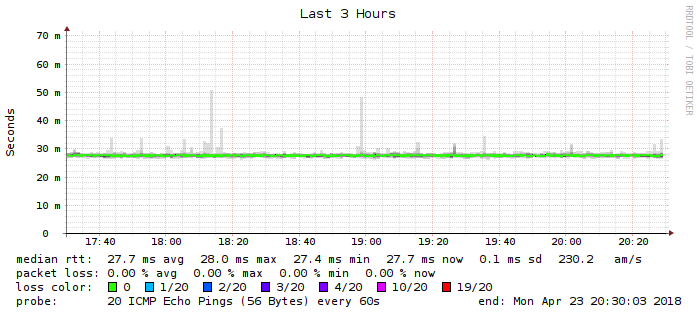 Last 3 Hours
RRDTOOL / TOBI OETIKER
Seconds
70 m
60 m
50 m
40 m
30 m
20 m
10 m
0
17:40 18:00 18:20 18:40 19:00 19:20 19:40 20:00 20:20
median rtt: 27.7 ms avg 28.0 ms max 27.4 ms min 27.7 ms now 0.1 ms sd 230.2 am/s
packet loss: 0.00 % avg 0.00 % max 0.00 % min 0.00 % now
loss color: 0 1/20 2/20 3/20 4/20 10/20 19/20
probe: 20 ICMP Echo Pings (56 Bytes) every 60s end: Mon Apr 23 20:30:03 2018